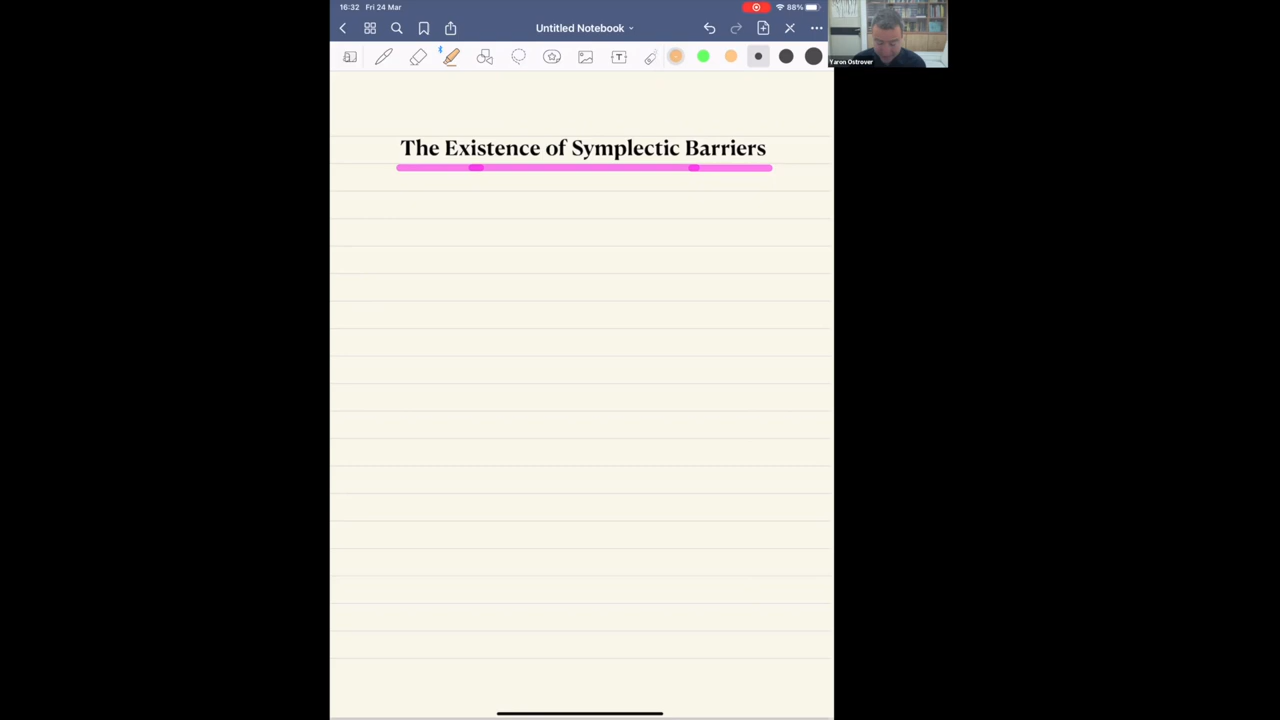 16:32 Fri 24 Mar 88%
Untitled Notebook
Yaron Ostrover
The Existence of Symplectic Barriers